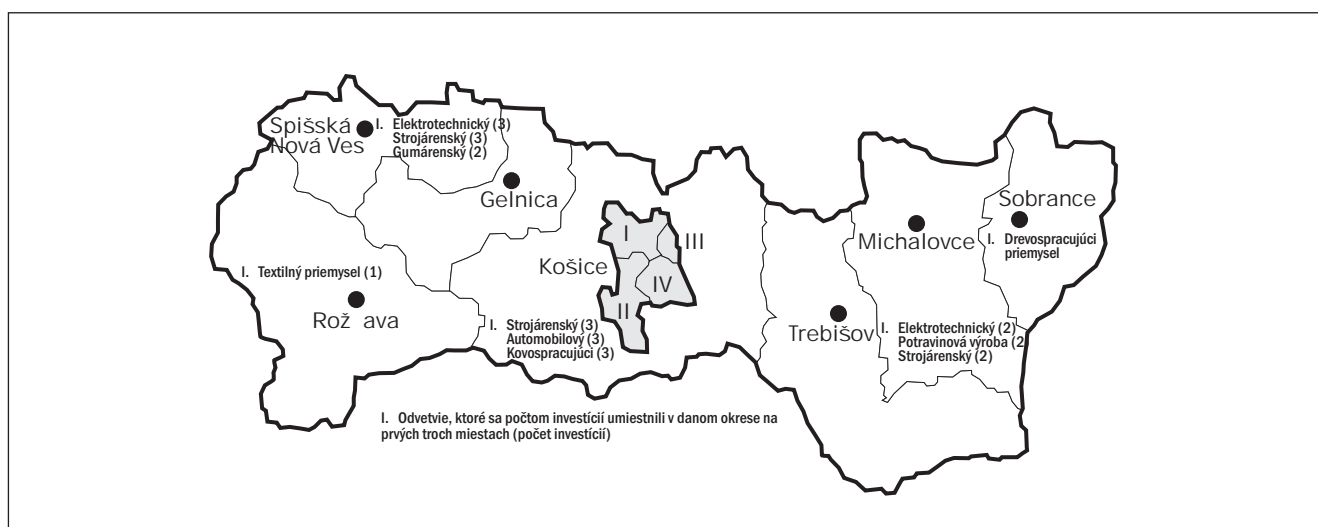 Spišská
Nová Ves
I. Elektrotechnický (3)
Strojárenský (3)
Gumárenský (2)
Gelnica
Sobrance
I. Drevospracujúci
priemysel
Michalovce
I
III
Košice
IV
II
I. Textilný priemysel (1)
Rož ava
I. Strojárenský (3)
Automobilový (3)
Kovospracujúci (3)
Trebišov
I. Elektrotechnický (2)
Potravinová výroba (2
Strojárenský (2)
I. Odvetvie, ktoré sa počtom investícií umiestnili v danom okrese na
prvých troch miestach (počet investícií)